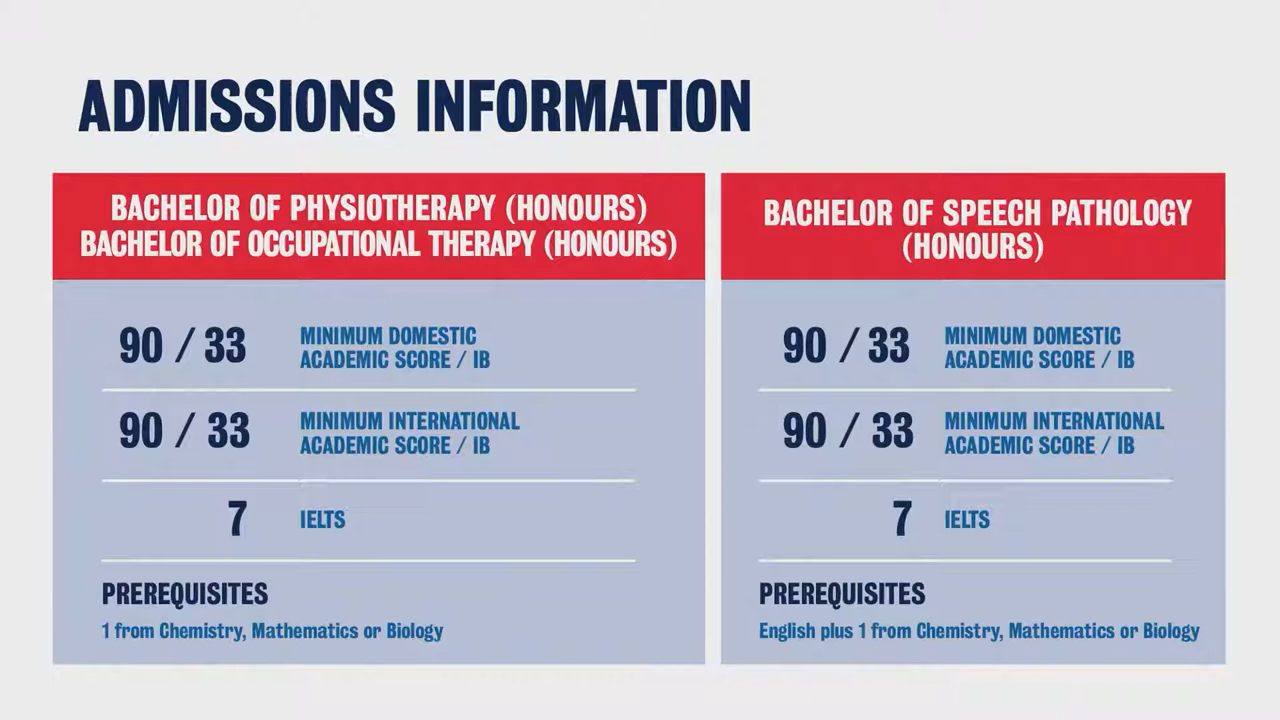 ADMISSIONS INFORMATION
BACHELOR OF PHYSIOTHERAPY (HONOURS)
BACHELOR OF OCCUPATIONAL THERAPY (HONOURS)
90 / 33
MINIMUM DOMESTIC
ACADEMIC SCORE / IB
90 / 33
MINIMUM INTERNATIONAL
ACADEMIC SCORE / IB
7
IELTS
PREREQUISITES
1 from Chemistry, Mathematics or Biology
BACHELOR OF SPEECH PATHOLOGY
(HONOURS)
90 / 33
MINIMUM DOMESTIC
ACADEMIC SCORE / IB
90 / 33
MINIMUM INTERNATIONAL
ACADEMIC SCORE / IB
7
IELTS
PREREQUISITES
English plus 1 from Chemistry, Mathematics or Biology